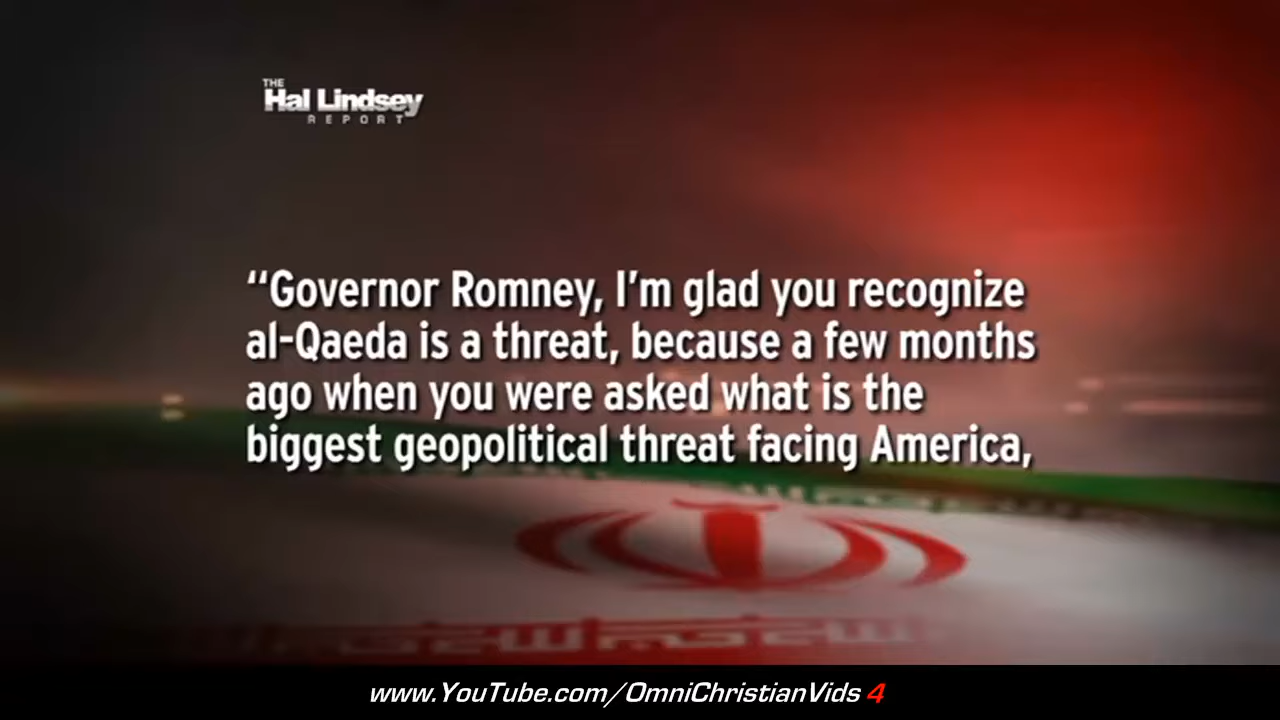 THE
Hal Lindsey
REPORT
“Governor Romney, I’m glad you recognize
al-Qaeda is a threat, because a few months
ago when you were asked what is the
biggest geopolitical threat facing America,
www.YouTube.com/OmniChristianVids 4